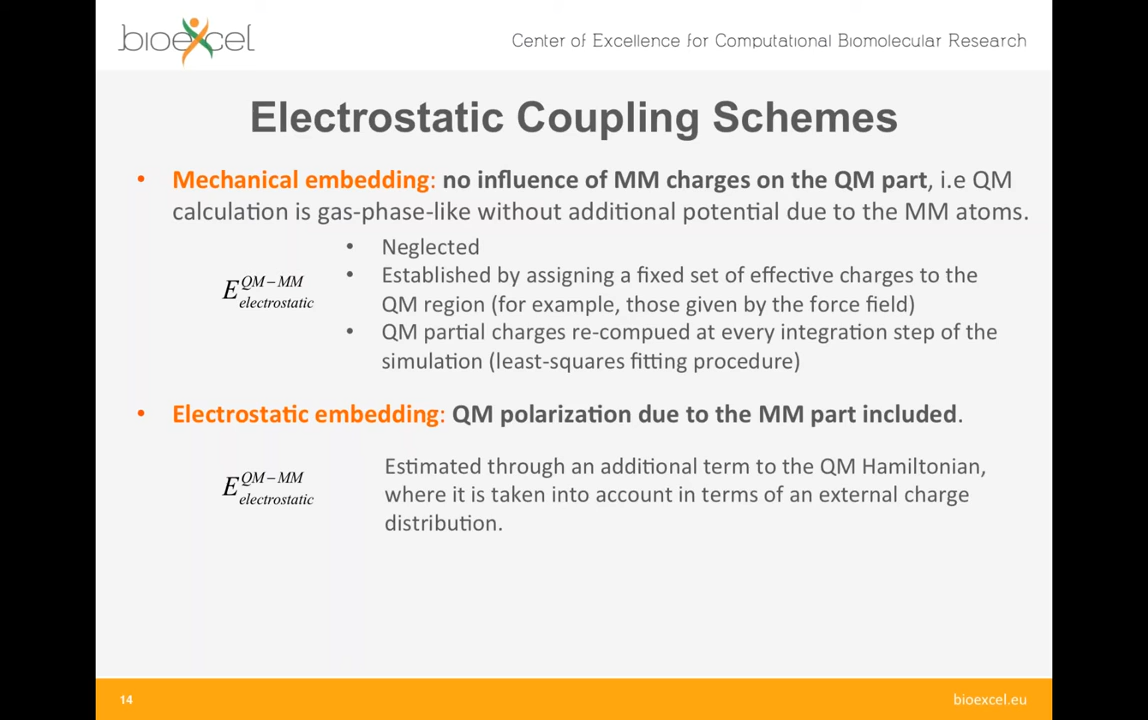 bioexcel
Center of Excellence for Computational Biomolecular Research
Electrostatic Coupling Schemes
• Mechanical embedding: no influence of MM charges on the QM part, i.e QM
calculation is gas-phase-like without additional potential due to the MM atoms.
• Neglected
E QM – MM electrostatic
• Established by assigning a fixed set of effective charges to the
QM region (for example, those given by the force field)
• QM partial charges re-compued at every integration step of the
simulation (least-squares fitting procedure)
• Electrostatic embedding: QM polarization due to the MM part included.
E QM – MM electrostatic
Estimated through an additional term to the QM Hamiltonian,
where it is taken into account in terms of an external charge
distribution.
14
bioexcel.eu